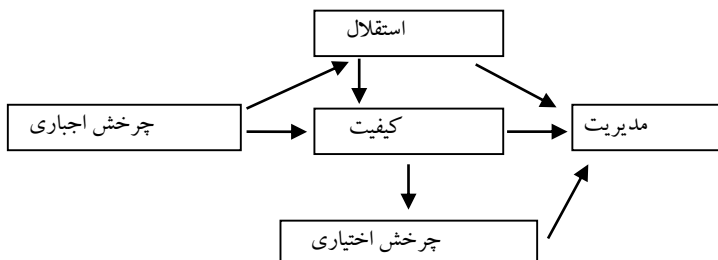 استقلال
چرخش اجباری
کیفیت
مدیریت
چرخش اختیاری